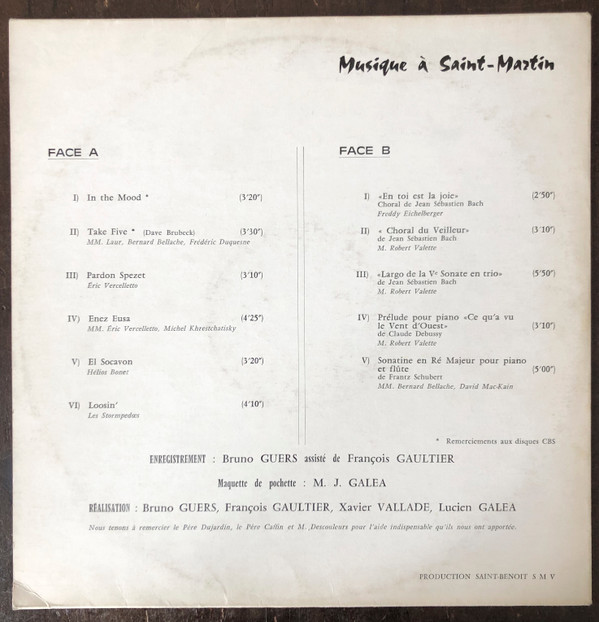 Musique à Saint-Martin
FACE A
I) In the Mood * (3'20")
II) Take Five * (Dave Brubeck) (3'30")
MM. Laur, Bernard Bellache, Frédéric Duquesne
III) Pardon Spezet (3'10")
Éric Vercelletto
IV) Enez Eusa (4'25")
MM. Éric Vercelletto, Michel Khrestchatisky
V) El Socavon (3'20")
Hélios Bonet
VI) Loosin' (4'10")
Les Stormpedus
FACE B
I) «En toi est la joie» (2'50")
Choral de Jean Sébastien Bach
Freddy Eichelberger
II) « Choral du Veilleur» (3'10")
de Jean Sébastien Bach
M. Robert Valette
III) «Largo de la Ve Sonate en trio» (5'50")
de Jean Sébastien Bach
M. Robert Valette
IV) Prélude pour piano «Ce qu'a vu
le Vent d'Ouest» (3'10")
de Claude Debussy
M. Robert Valette
V) Sonatine en Ré Majeur pour piano
et flûte (5'00")
de Frantz Schubert
MM. Bernard Bellache, David Mac-Kain
* Remerciements aux disques CBS
ENREGISTREMENT : Bruno GUERS assisté de François GAULTIER
Maquette de pochette : M. J. GALEA
RÉALISATION : Bruno GUERS, François GAULTIER, Xavier VALLADE, Lucien GALEA
Nous tenons à remercier le Père Dujardin, le Père Caffin et M. Descouleurs pour l'aide indispensable qu'ils nous ont apportée.
PRODUCTION SAINT-BENOIT S M V